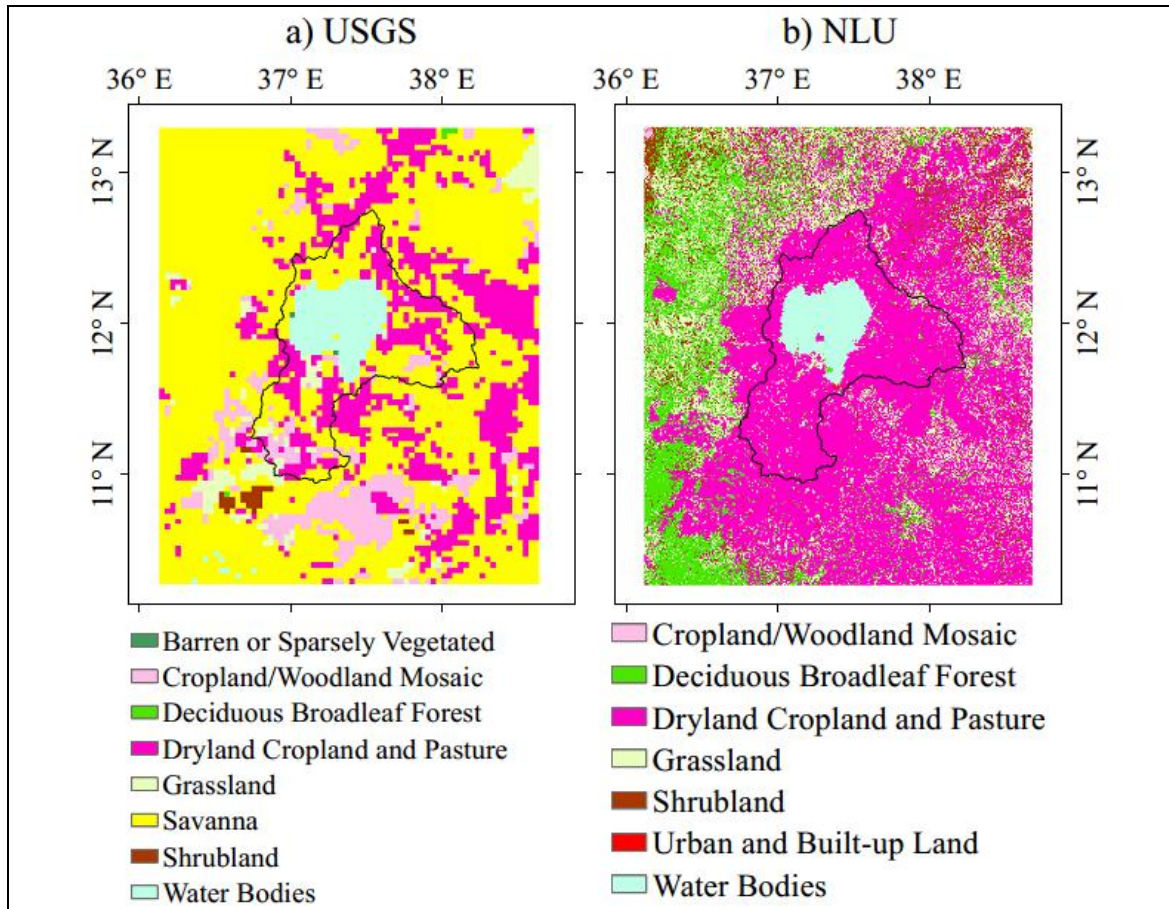 a) USGS
36° E 37° E 38° E
13° N
12° N
11° N
Barren or Sparsely Vegetated
Cropland/Woodland Mosaic
Deciduous Broadleaf Forest
Dryland Cropland and Pasture
Grassland
Savanna
Shrubland
Water Bodies
b) NLU
36° E 37° E 38° E
13° N
12° N
11° N
Cropland/Woodland Mosaic
Deciduous Broadleaf Forest
Dryland Cropland and Pasture
Grassland
Shrubland
Urban and Built-up Land
Water Bodies